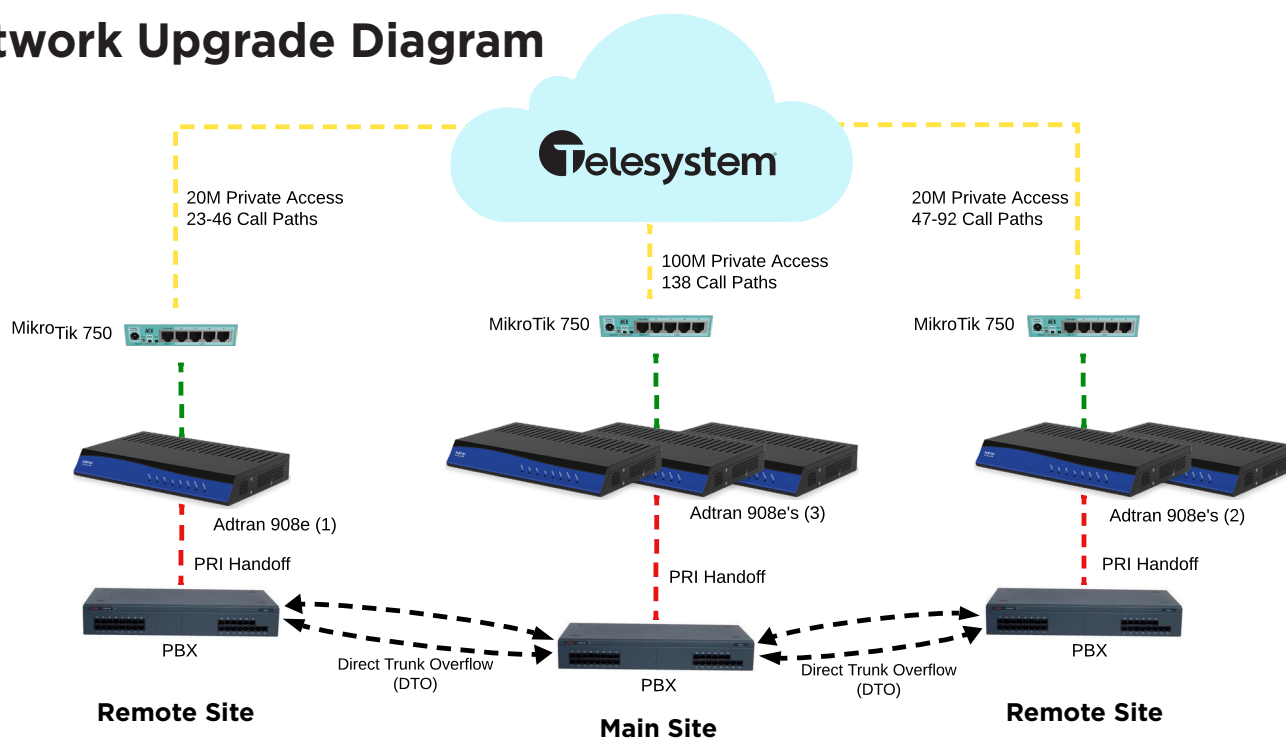 twork Upgrade Diagram
Telesystem
20M Private Access
23-46 Call Paths
100M Private Access
138 Call Paths
20M Private Access
47-92 Call Paths
MikroTik 750
MikroTik 750
MikroTik 750
Adtran 908e (1)
Adtran 908e's (3)
Adtran 908e's (2)
PRI Handoff
PRI Handoff
PRI Handoff
PBX
PBX
PBX
Direct Trunk Overflow
(DTO)
Direct Trunk Overflow
(DTO)
Remote Site
Main Site
Remote Site